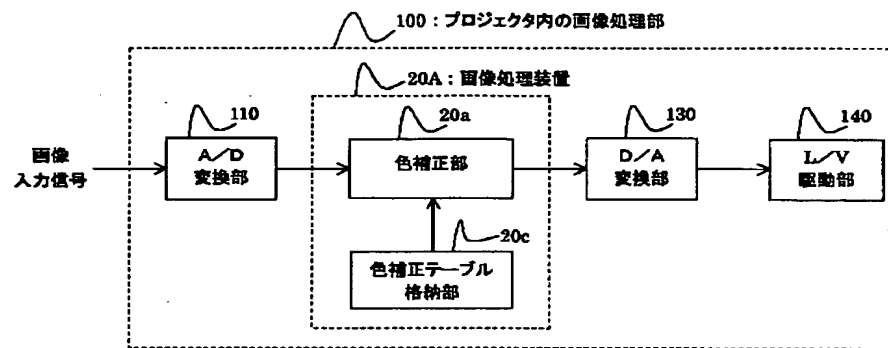 100：プロジェクタ内の画像処理部
20A：画像処理装置
110
20a
130
140
画像
入力信号
A／D
変換部
色補正部
D／A
変換部
L／V
駆動部
20c
色補正テーブル
格納部